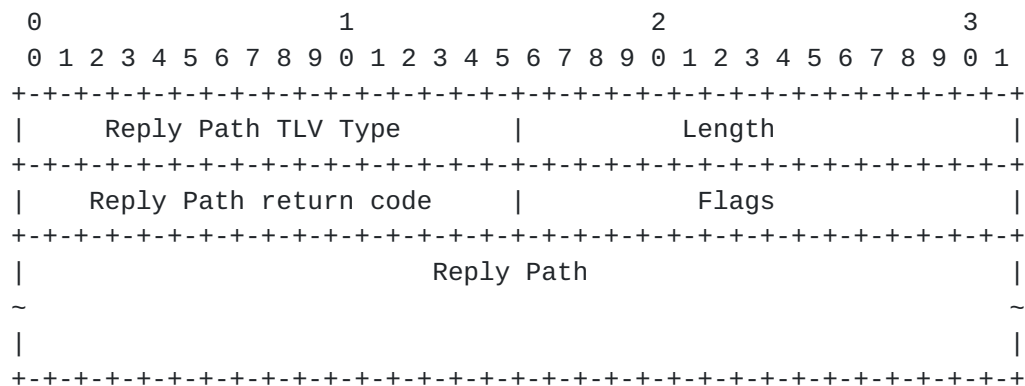 0                   1                   2                   3
 0 1 2 3 4 5 6 7 8 9 0 1 2 3 4 5 6 7 8 9 0 1 2 3 4 5 6 7 8 9 0 1
+-+-+-+-+-+-+-+-+-+-+-+-+-+-+-+-+-+-+-+-+-+-+-+-+-+-+-+-+-+-+-+-+
|     Reply Path TLV Type       |          Length               |
+-+-+-+-+-+-+-+-+-+-+-+-+-+-+-+-+-+-+-+-+-+-+-+-+-+-+-+-+-+-+-+-+
|    Reply Path return code     |           Flags               |
+-+-+-+-+-+-+-+-+-+-+-+-+-+-+-+-+-+-+-+-+-+-+-+-+-+-+-+-+-+-+-+-+
|                          Reply Path                           |
~                                                               ~
|                                                               |
+-+-+-+-+-+-+-+-+-+-+-+-+-+-+-+-+-+-+-+-+-+-+-+-+-+-+-+-+-+-+-+-+